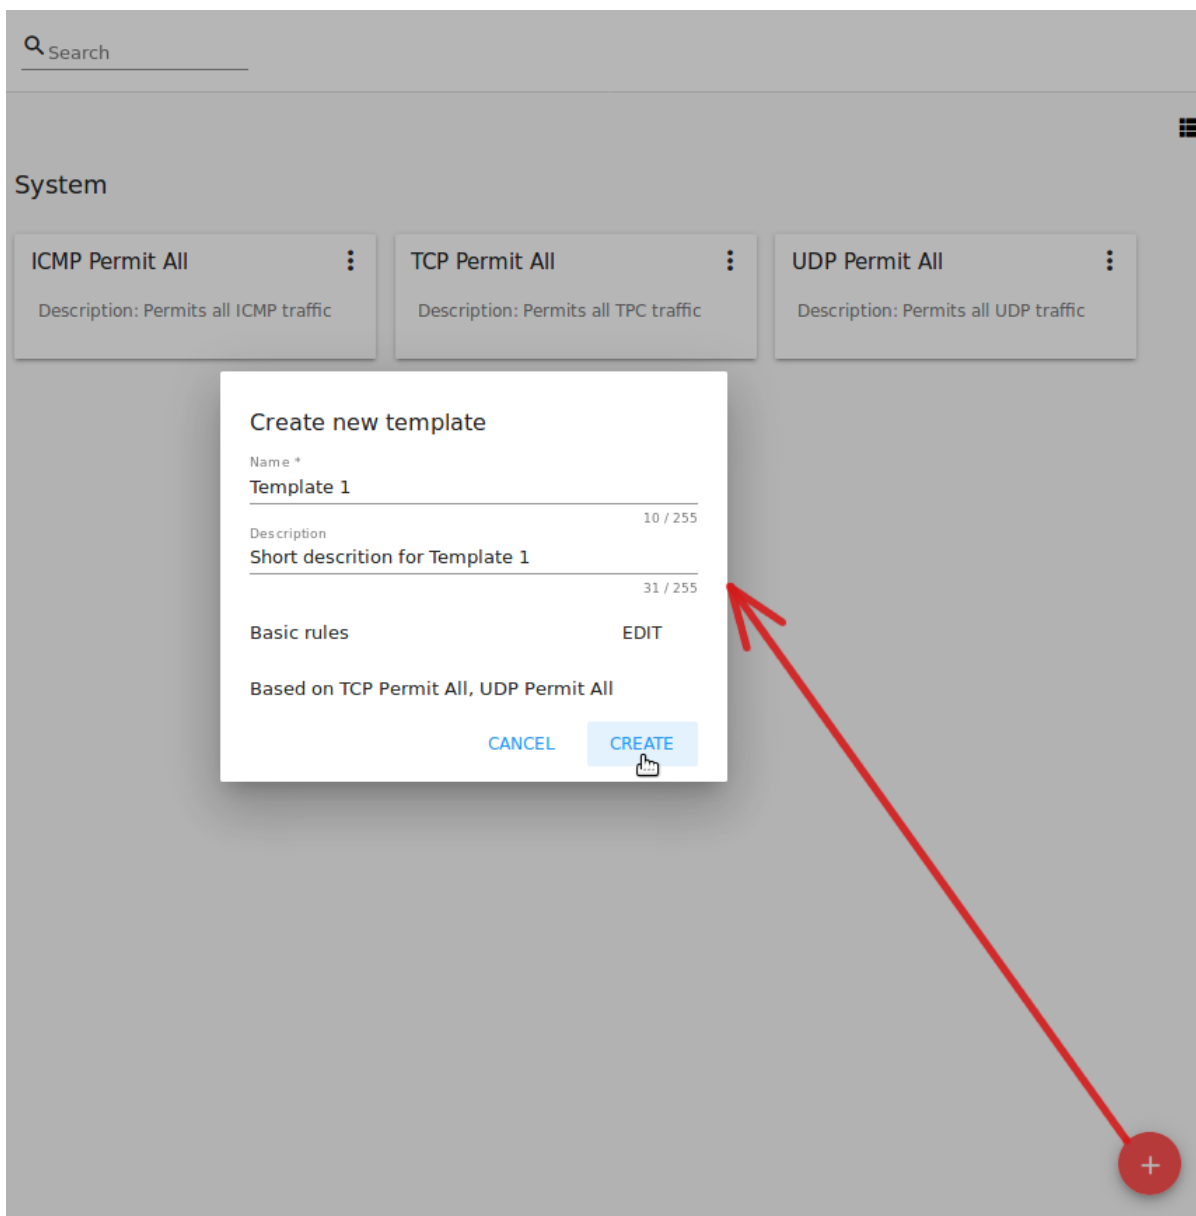 Search
System
ICMP Permit All
TCP Permit All
UDP Permit All
Description: Permits all ICMP traffic
Description: Permits all TPC traffic
Description: Permits all UDP traffic
Create new template
Name *
Template 1
10 / 255
Description
Short descrition for Template 1
31 / 255
Basic rules EDIT
Based on TCP Permit All, UDP Permit All
CANCEL CREATE
+